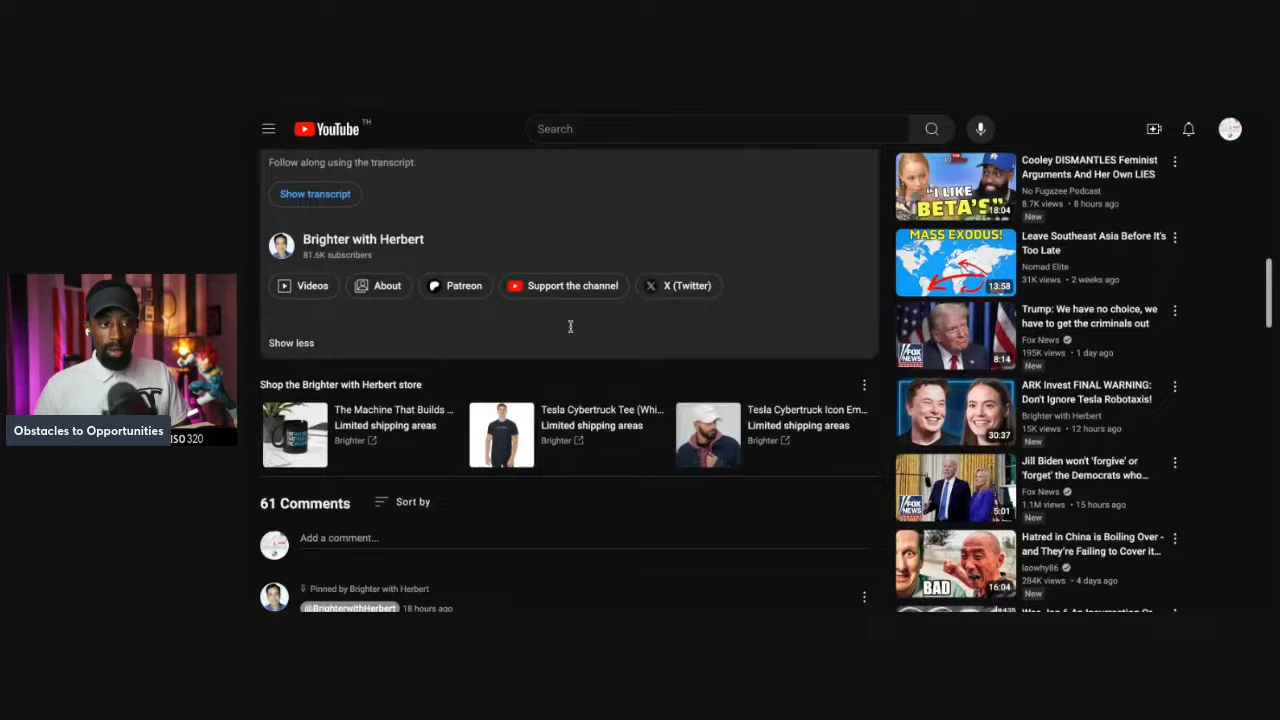 YouTube TH
Search
Follow along using the transcript.
Show transcript
Brighter with Herbert
81.6K subscribers
Videos
About
Patreon
Support the channel
X (Twitter)
Show less
Shop the Brighter with Herbert store
The Machine That Builds ...
Limited shipping areas
Brighter
Tesla Cybertruck Tee (Whi...
Limited shipping areas
Brighter
Tesla Cybertruck Icon Em...
Limited shipping areas
Brighter
61 Comments
Sort by
Add a comment...
Pinned by Brighter with Herbert
@BrighterwithHerbert 18 hours ago
"I LIKE
BETA'S"
18:04
Cooley DISMANTLES Feminist
Arguments And Her Own LIES
No Fugazee Podcast
8.7K views • 8 hours ago
New
MASS EXODUS!
13:58
Leave Southeast Asia Before It's
Too Late
Nomad Elite
31K views • 2 weeks ago
FOX
NEWS
8:14
Trump: We have no choice, we
have to get the criminals out
Fox News
195K views • 1 day ago
New
30:37
ARK Invest FINAL WARNING:
Don't Ignore Tesla Robotaxis!
Brighter with Herbert
15K views • 12 hours ago
New
FOX
NEWS
5:01
Jill Biden won't 'forgive' or
'forget' the Democrats who...
Fox News
1.1M views • 15 hours ago
New
BAD
16:04
Hatred in China is Boiling Over -
and They're Failing to Cover it...
laowhy86
284K views • 4 days ago
New
Obstacles to Opportunities
ISO 320